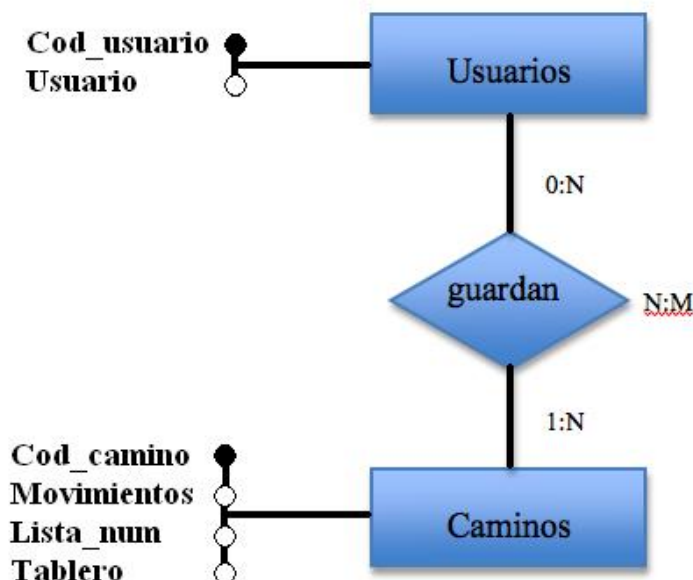 Cod_usuario
Usuario
Usuarios
0:N
guardan
N:M
1:N
Cod_camino
Movimientos
Lista_num
Tablero
Caminos